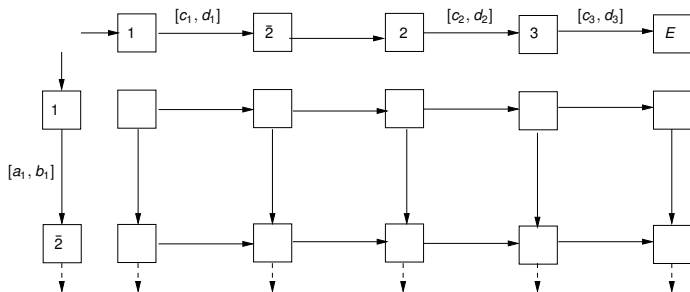 [c₁, d₁] [c₂, d₂] [c₃, d₃]
1 2̄ 2 3 E
1
[a₁, b₁]
2̄